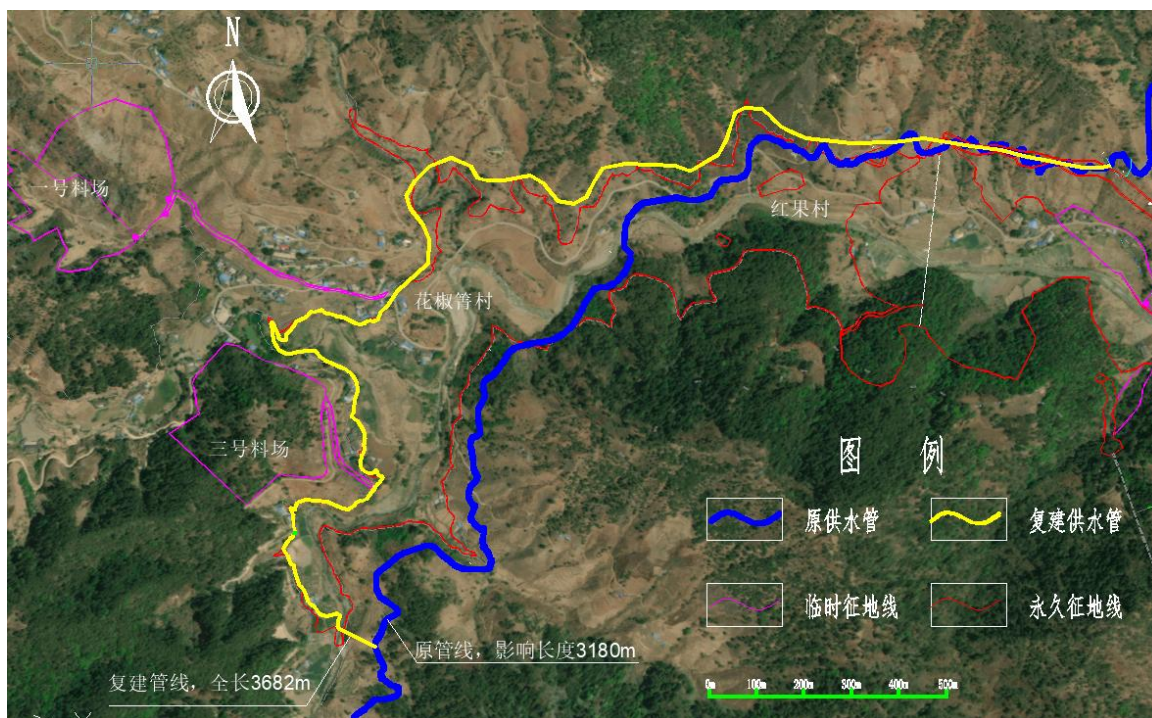 N
一号料场
红果村
花椒箐村
三号料场
图 例
原供水管
复建供水管
临时征地线
永久征地线
原管线，影响长度3180m
复建管线，全长3682m
0m 100m 200m 300m 400m 500m